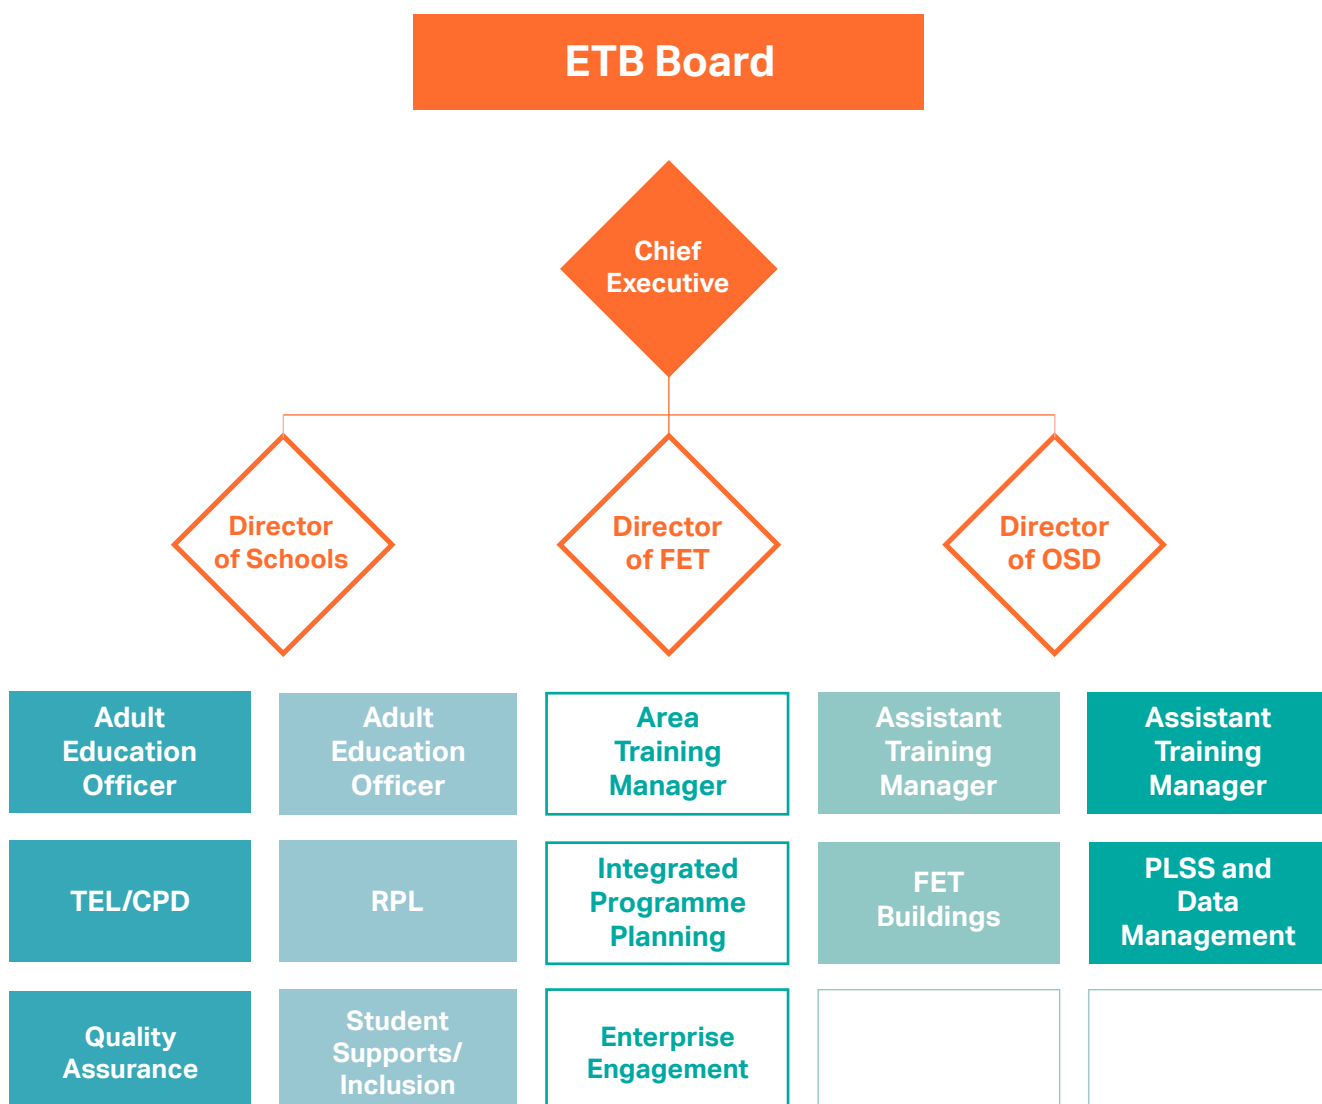 ETB Board
Chief
Executive
Director
of Schools
Director
of FET
Director
of OSD
Adult
Education
Officer
Adult
Education
Officer
Area
Training
Manager
Assistant
Training
Manager
Assistant
Training
Manager
TEL/CPD
RPL
Integrated
Programme
Planning
FET
Buildings
PLSS and
Data
Management
Quality
Assurance
Student
Supports/
Inclusion
Enterprise
Engagement